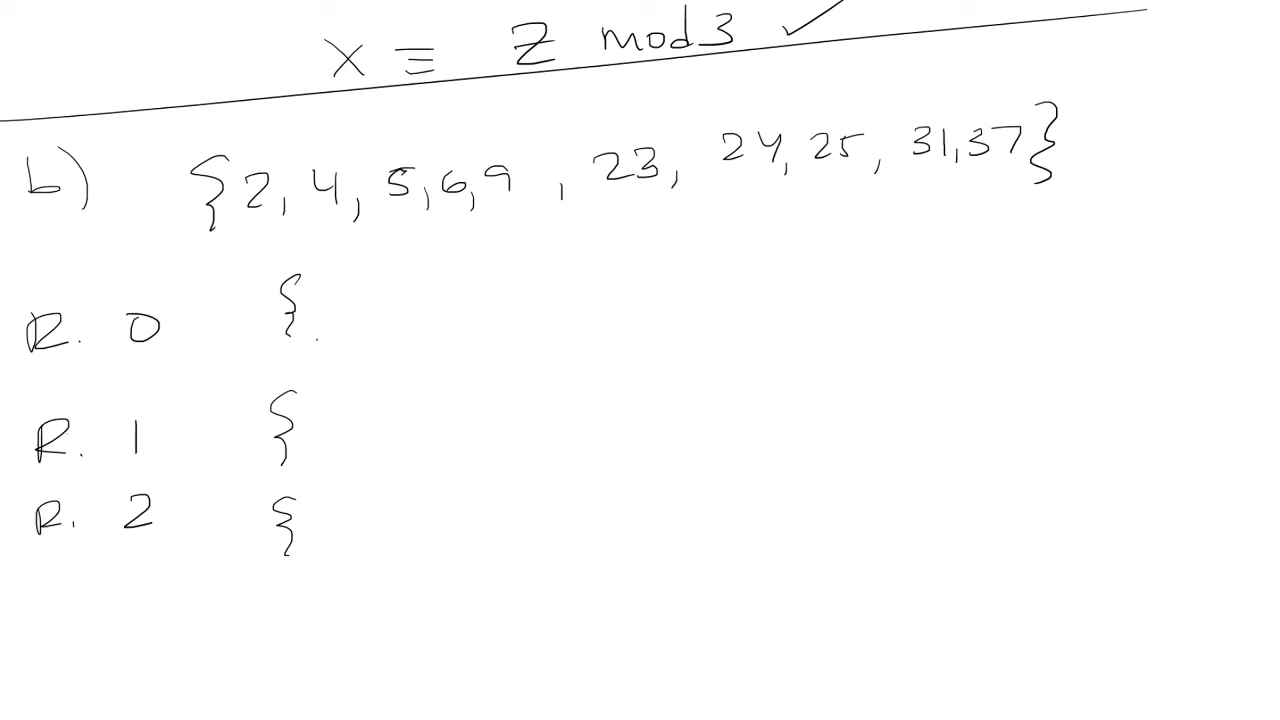 x ≡ z mod3 ✓
b) {2, 4, 5,6,9 , 23, 24, 25, 31,37}
R. 0 {.
R. 1 {
R. 2 {